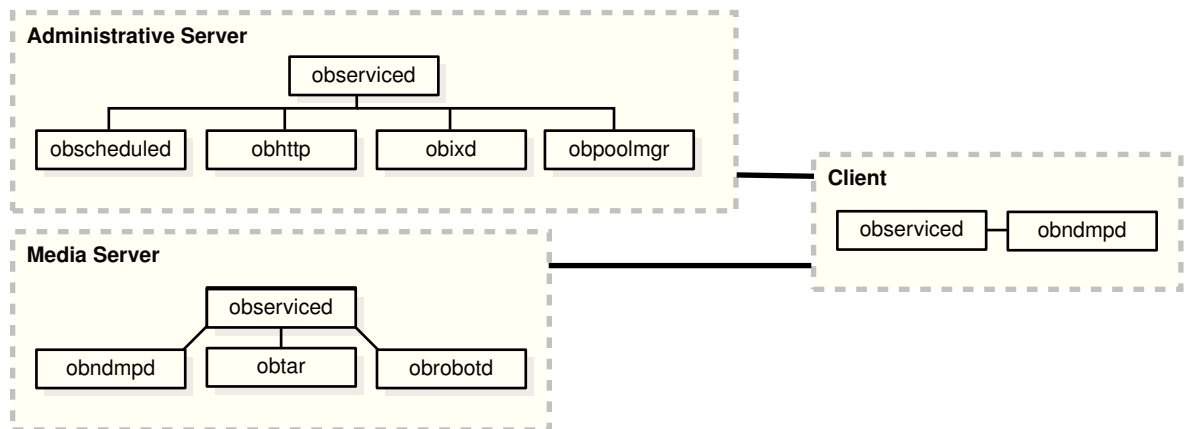 Administrative Server
observiced
obscheduled
obhttp
obixd
obpoolmgr
Client
observiced
obndmpd
Media Server
observiced
obndmpd
obtar
obrobotd